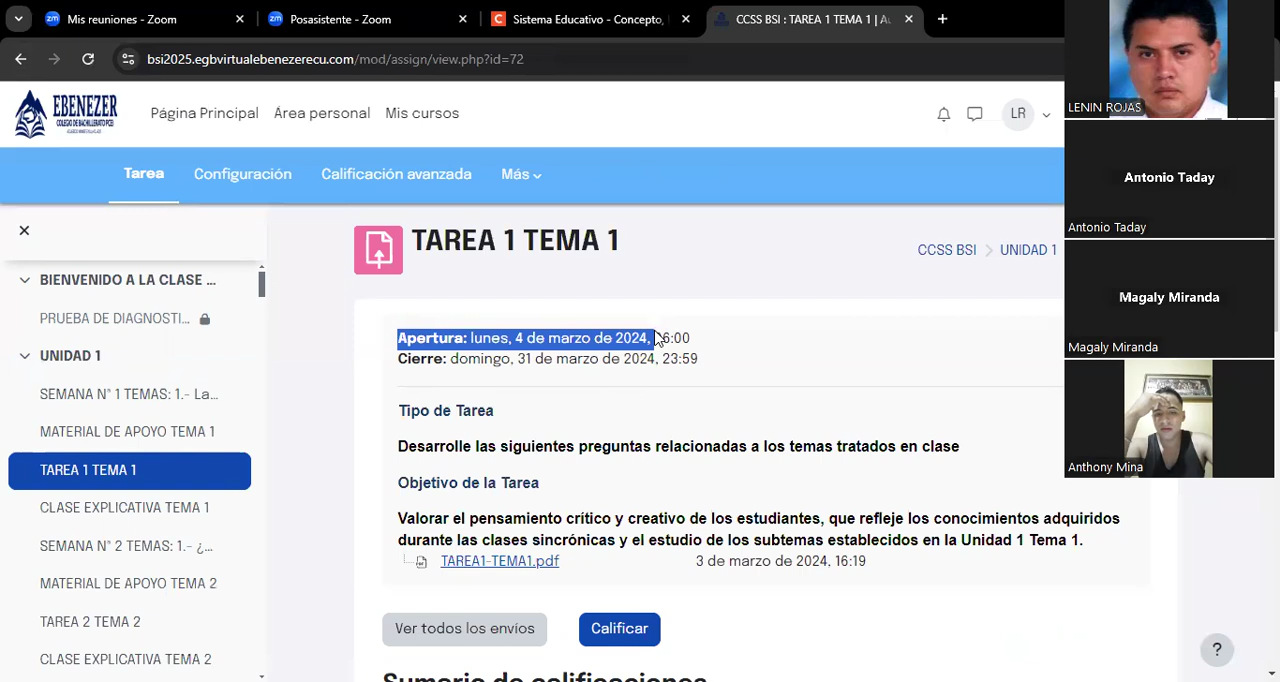 Mis reuniones - Zoom
Posasistente - Zoom
Sistema Educativo - Concepto,
CCSS BSI : TAREA 1 TEMA 1 |
bsi2025.egbvirtualebenezerecu.com/mod/assign/view.php?id=72
EBENEZER
Página Principal
Área personal
Mis cursos
LR
Tarea
Configuración
Calificación avanzada
Más
BIENVENIDO A LA CLASE ...
PRUEBA DE DIAGNOSTI...
UNIDAD 1
SEMANA N° 1 TEMAS: 1.- La...
MATERIAL DE APOYO TEMA 1
TAREA 1 TEMA 1
CLASE EXPLICATIVA TEMA 1
SEMANA N° 2 TEMAS: 1.- ¿...
MATERIAL DE APOYO TEMA 2
TAREA 2 TEMA 2
CLASE EXPLICATIVA TEMA 2
TAREA 1 TEMA 1
CCSS BSI
UNIDAD 1
Apertura: lunes, 4 de marzo de 2024,
Cierre: domingo, 31 de marzo de 2024, 23:59
Tipo de Tarea
Desarrolle las siguientes preguntas relacionadas a los temas tratados en clase
Objetivo de la Tarea
Valorar el pensamiento crítico y creativo de los estudiantes, que refleje los conocimientos adquiridos
durante las clases sincrónicas y el estudio de los subtemas establecidos en la Unidad 1 Tema 1.
TAREA1-TEMA1.pdf 3 de marzo de 2024, 16:19
Ver todos los envíos
Calificar
Sumario de calificaciones
?
LENIN ROJAS
Antonio Taday
Antonio Taday
Magaly Miranda
Magaly Miranda
Anthony Mina